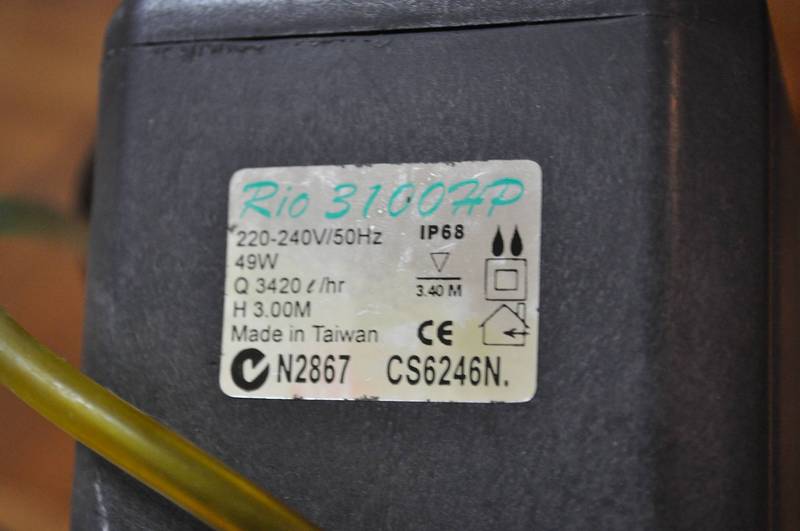 Rio 3100HP
220-240V/50Hz IP68
49W
Q 3420 ℓ/hr 3.40 M
H 3.00M
Made in Taiwan CE
N2867 CS6246N.